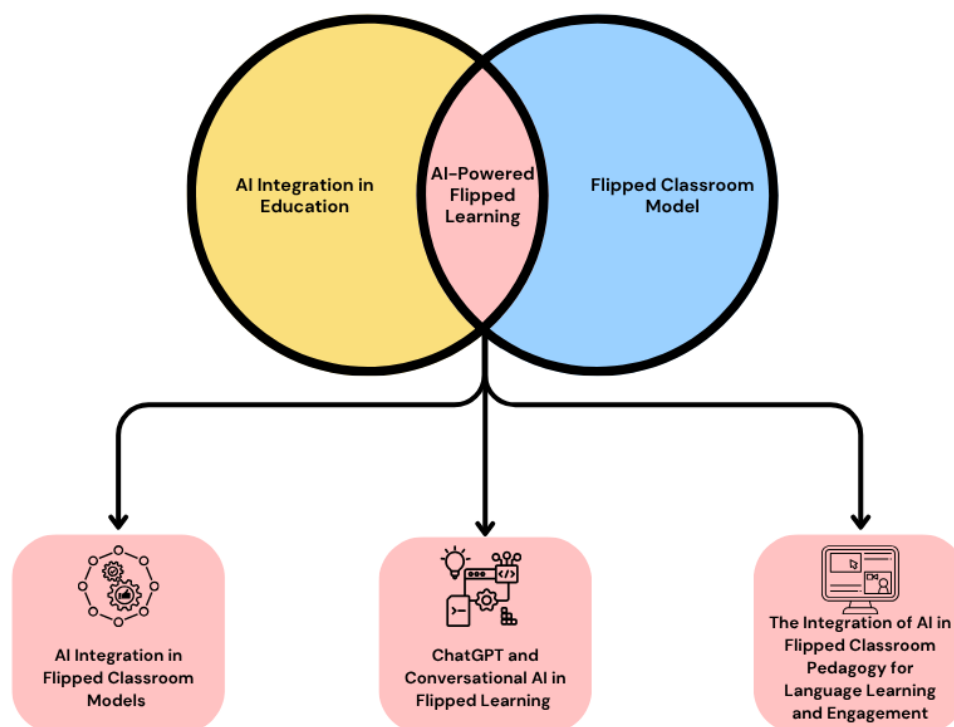 AI Integration in
Education
AI-Powered
Flipped
Learning
Flipped Classroom
Model
AI Integration in
Flipped Classroom
Models
ChatGPT and
Conversational AI in
Flipped Learning
The Integration of AI in
Flipped Classroom
Pedagogy for
Language Learning
and Engagement